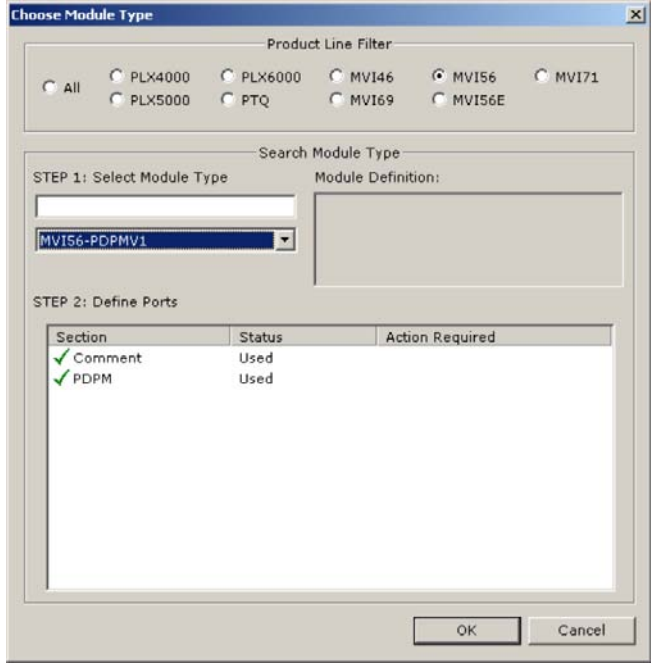 Choose Module Type
Product Line Filter
All
PLX4000 PLX6000 MVI46 MVI56 MVI71
PLX5000 PTQ MVI69 MVI56E
Search Module Type
STEP 1: Select Module Type Module Definition:
MVI56-PDPMV1
STEP 2: Define Ports
Section Status Action Required
Comment Used
PDPM Used
OK Cancel